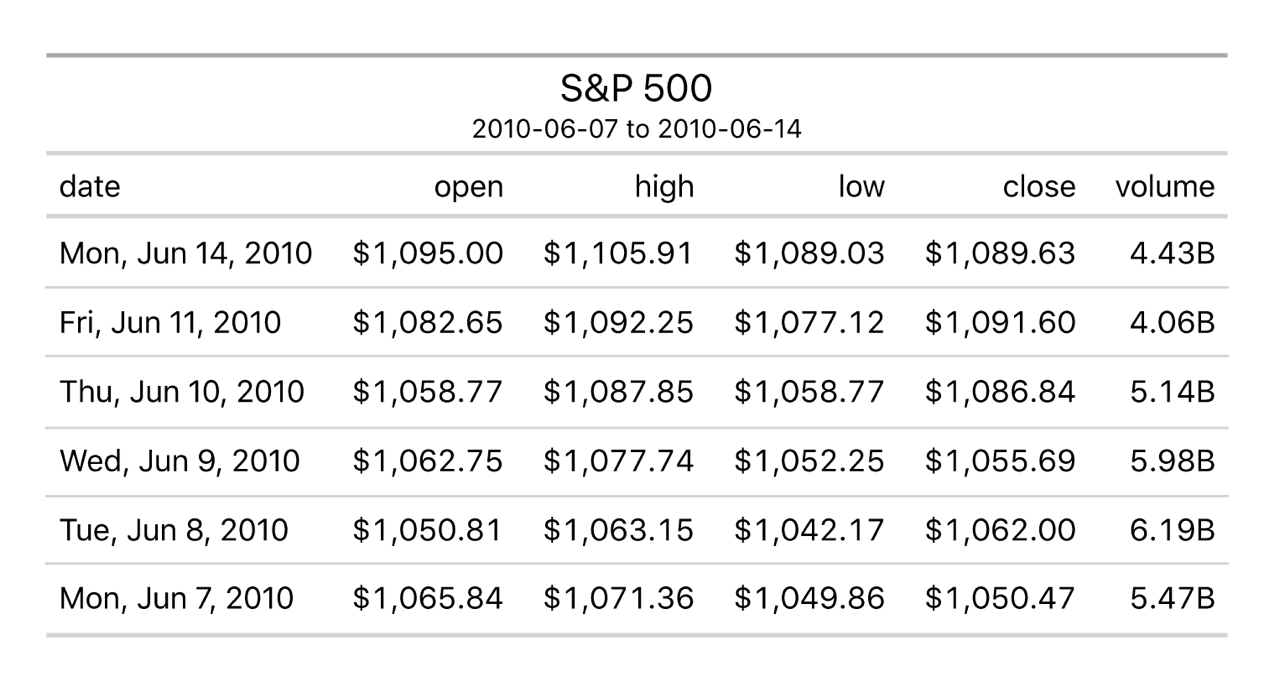 S&P 500
2010-06-07 to 2010-06-14
date open high low close volume
Mon, Jun 14, 2010 $1,095.00 $1,105.91 $1,089.03 $1,089.63 4.43B
Fri, Jun 11, 2010 $1,082.65 $1,092.25 $1,077.12 $1,091.60 4.06B
Thu, Jun 10, 2010 $1,058.77 $1,087.85 $1,058.77 $1,086.84 5.14B
Wed, Jun 9, 2010 $1,062.75 $1,077.74 $1,052.25 $1,055.69 5.98B
Tue, Jun 8, 2010 $1,050.81 $1,063.15 $1,042.17 $1,062.00 6.19B
Mon, Jun 7, 2010 $1,065.84 $1,071.36 $1,049.86 $1,050.47 5.47B